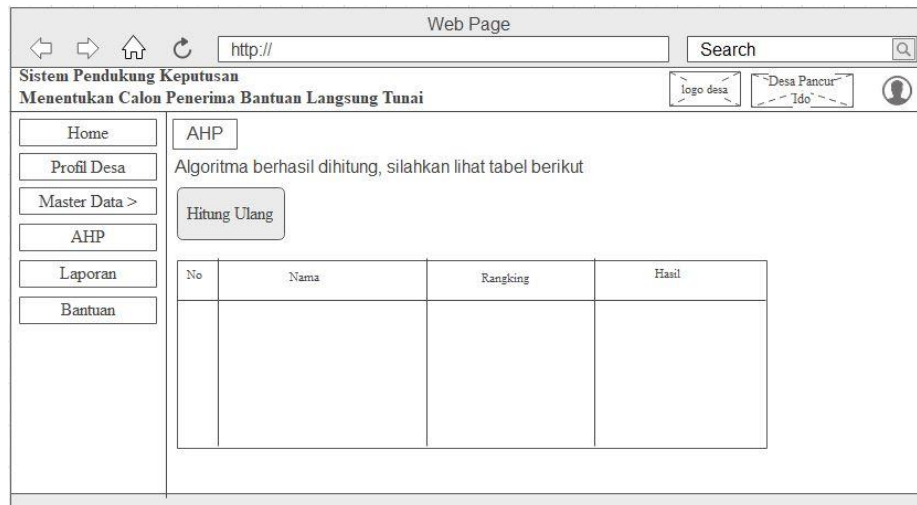 Web Page
http://
Search
Sistem Pendukung Keputusan
Menentukan Calon Penerima Bantuan Langsung Tunai
logo desa
Desa Pancur
Ido
Home
Profil Desa
Master Data >
AHP
Laporan
Bantuan
AHP
Algoritma berhasil dihitung, silahkan lihat tabel berikut
Hitung Ulang
No Nama Rangking Hasil